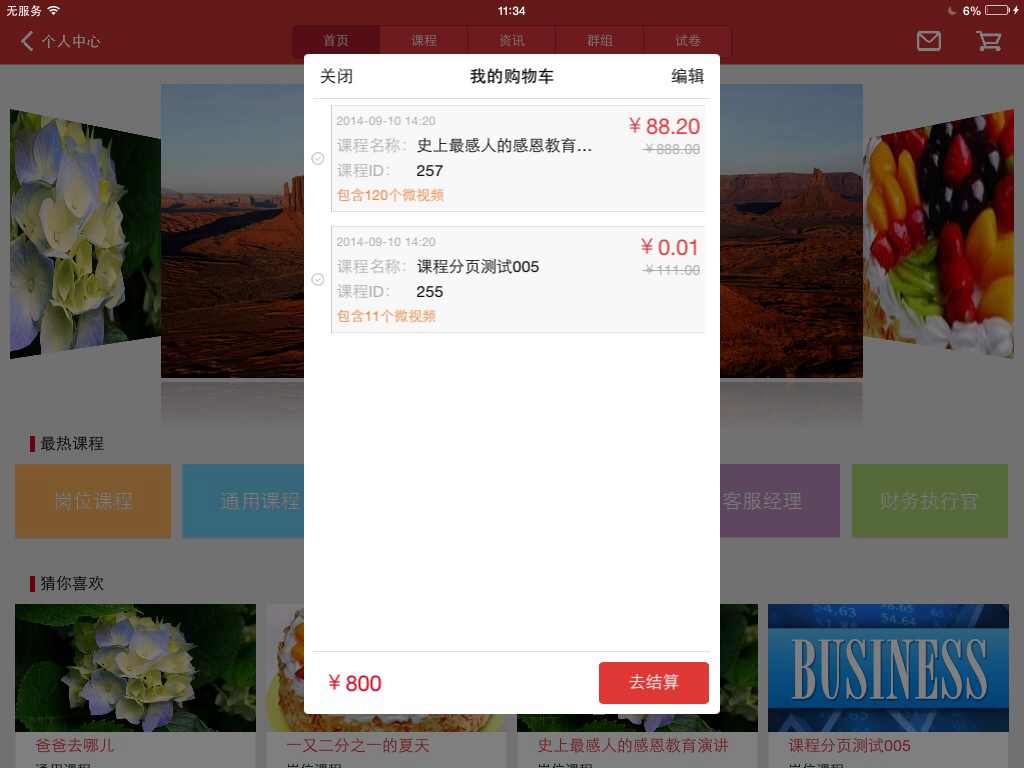 无服务
11:34
6%
个人中心
首页
课程
资讯
群组
试卷
关闭
我的购物车
编辑
2014-09-10 14:20
¥ 88.20
课程名称： 史上最感人的感恩教育...
¥ 888.00
课程ID： 257
包含120个微视频
2014-09-10 14:20
¥ 0.01
课程名称： 课程分页测试005
¥ 111.00
课程ID： 255
包含11个微视频
最热课程
岗位课程
通用课程
客服经理
财务执行官
猜你喜欢
54.63
54.64
BUSINESS
¥ 800
去结算
爸爸去哪儿
一又二分之一的夏天
史上最感人的感恩教育演讲
课程分页测试005
通用课程
岗位课程
岗位课程
岗位课程